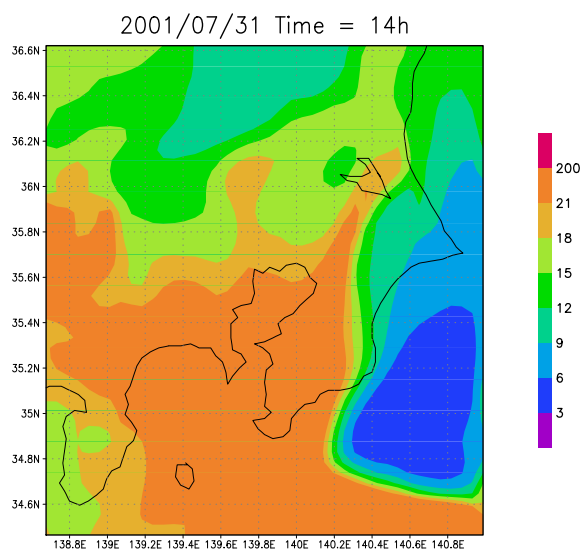 2001/07/31 Time = 14h
36.6N
36.4N
36.2N
36N
35.8N
35.6N
35.4N
35.2N
35N
34.8N
34.6N
138.8E 139E 139.2E 139.4E 139.6E 139.8E 140E 140.2E 140.4E 140.6E 140.8E
200
21
18
15
12
9
6
3